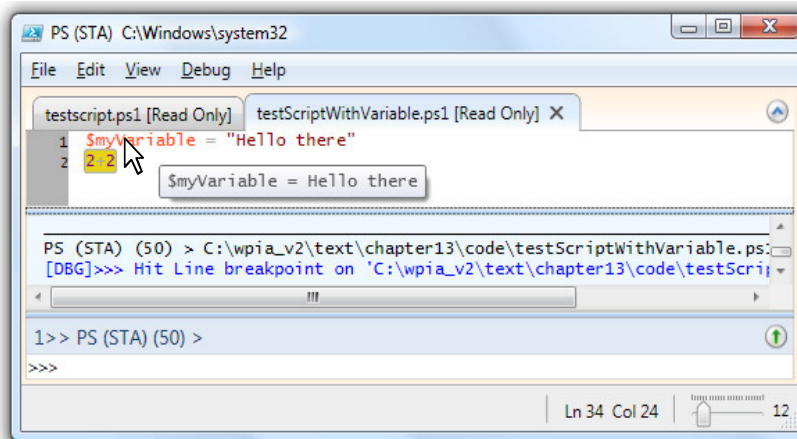 PS (STA) C:\Windows\system32
File Edit View Debug Help
testscript.ps1 [Read Only] testScriptWithVariable.ps1 [Read Only]
1 $myVariable = "Hello there"
2 2+2
$myVariable = Hello there
PS (STA) (50) > C:\wpia_v2\text\chapter13\code\testScriptWithVariable.ps1
[DBG]>>> Hit Line breakpoint on 'C:\wpia_v2\text\chapter13\code\testScrip
1>> PS (STA) (50) >
>>>
Ln 34 Col 24 12